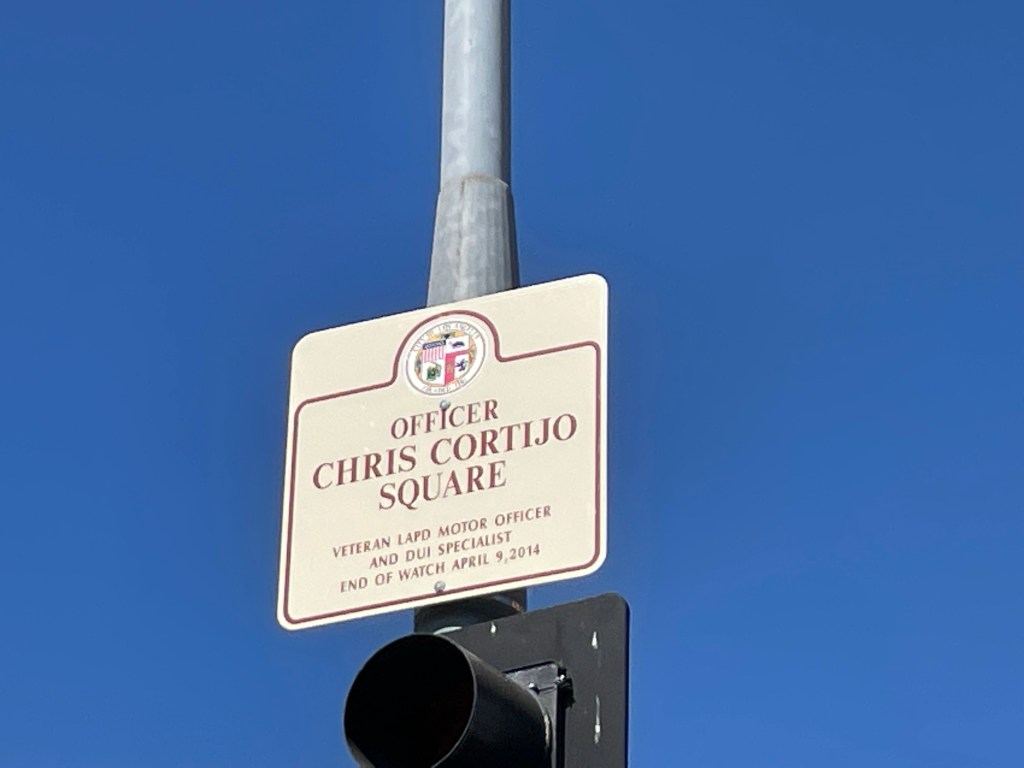 OFFICER
CHRIS CORTIJO
SQUARE
VETERAN LAPD MOTOR OFFICER
AND DUI SPECIALIST
END OF WATCH APRIL 9,2014